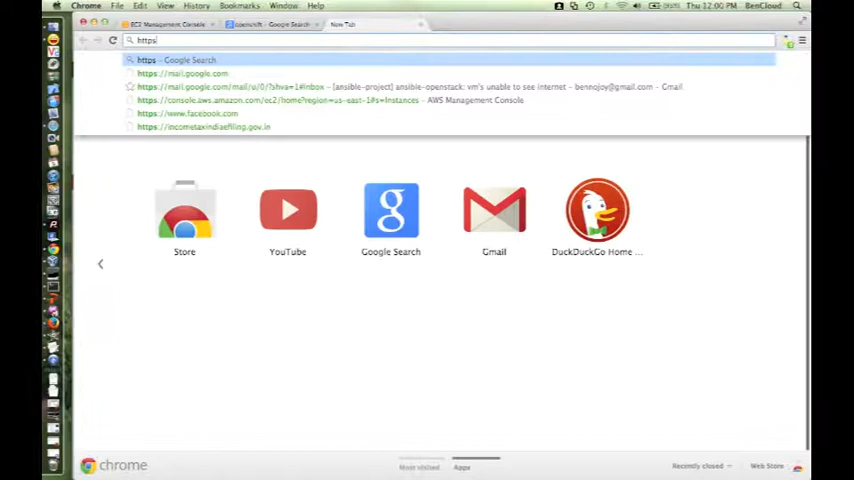 Chrome File Edit View History Bookmarks Window Help Thu 12:00 PM BenCloud
EC2 Management Console openshift - Google Search New Tab
https
https - Google Search
https://mail.google.com
https://mail.google.com/mail/u/0/?shva=1#inbox - [ansible-project] ansible-openstack: vm's unable to see internet - bennojoy@gmail.com - Gmail
https://console.aws.amazon.com/ec2/home?region=us-east-1#s=Instances - AWS Management Console
https://www.facebook.com
https://incometaxindiaefiling.gov.in
Store YouTube Google Search Gmail DuckDuckGo Home ...
chrome Most visited Apps Recently closed Web Store